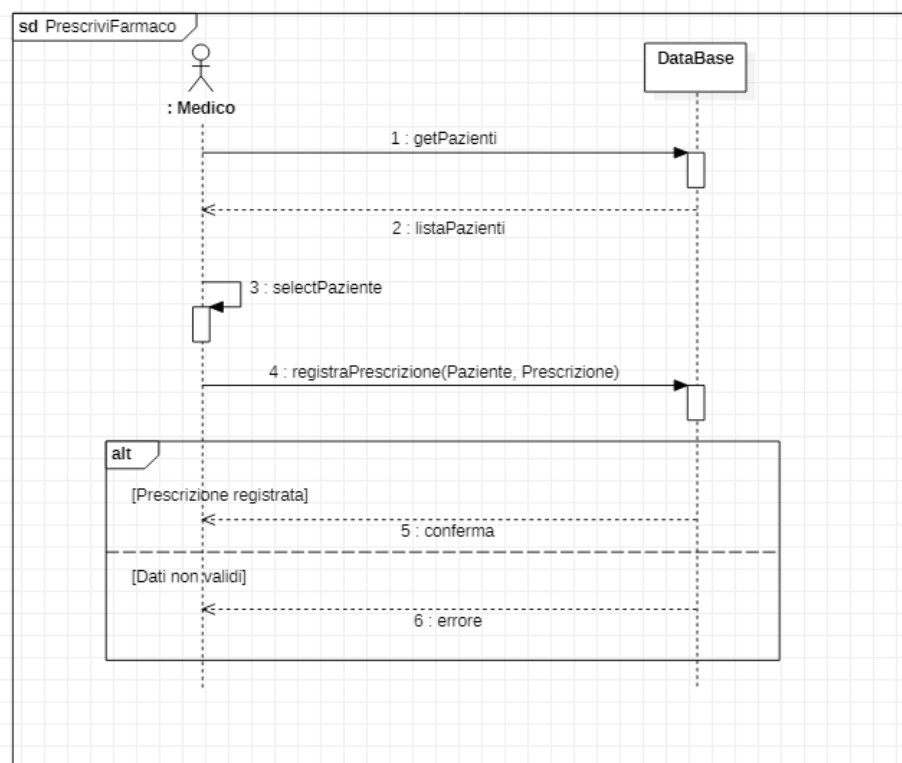 sd PrescriviFarmaco
DataBase
: Medico
1 : getPazienti
2 : listaPazienti
3 : selectPaziente
4 : registraPrescrizione(Paziente, Prescrizione)
alt
[Prescrizione registrata]
5 : conferma
[Dati non validi]
6 : errore